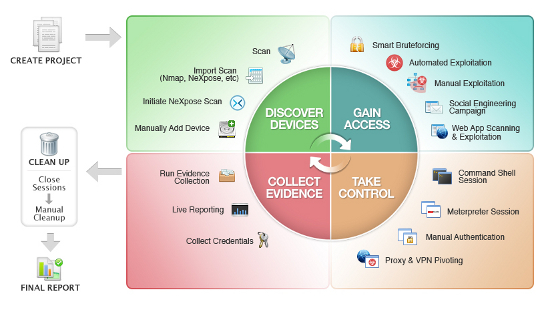 CREATE PROJECT
Scan
Import Scan
(Nmap, NeXpose, etc)
Initiate NeXpose Scan
Manually Add Device
DISCOVER
DEVICES
Smart Bruteforcing
Automated Exploitation
Manual Exploitation
Social Engineering
Campaign
Web App Scanning
& Exploitation
GAIN
ACCESS
CLEAN UP
Close
Sessions
Manual
Cleanup
FINAL REPORT
Run Evidence
Collection
Live Reporting
Collect Credentials
COLLECT
EVIDENCE
TAKE
CONTROL
Command Shell
Session
Meterpreter Session
Manual Authentication
Proxy & VPN Pivoting